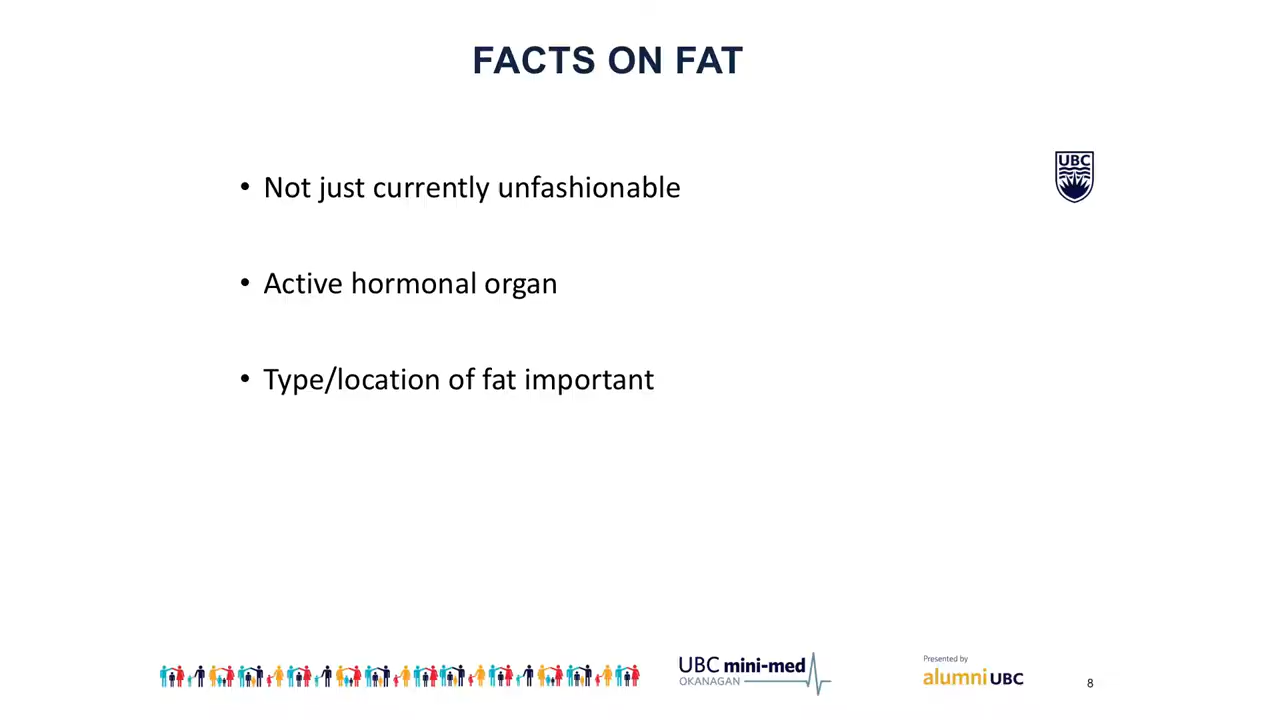 FACTS ON FAT
UBC
• Not just currently unfashionable
• Active hormonal organ
• Type/location of fat important
UBC mini-med
OKANAGAN
Presented by
alumni UBC
8